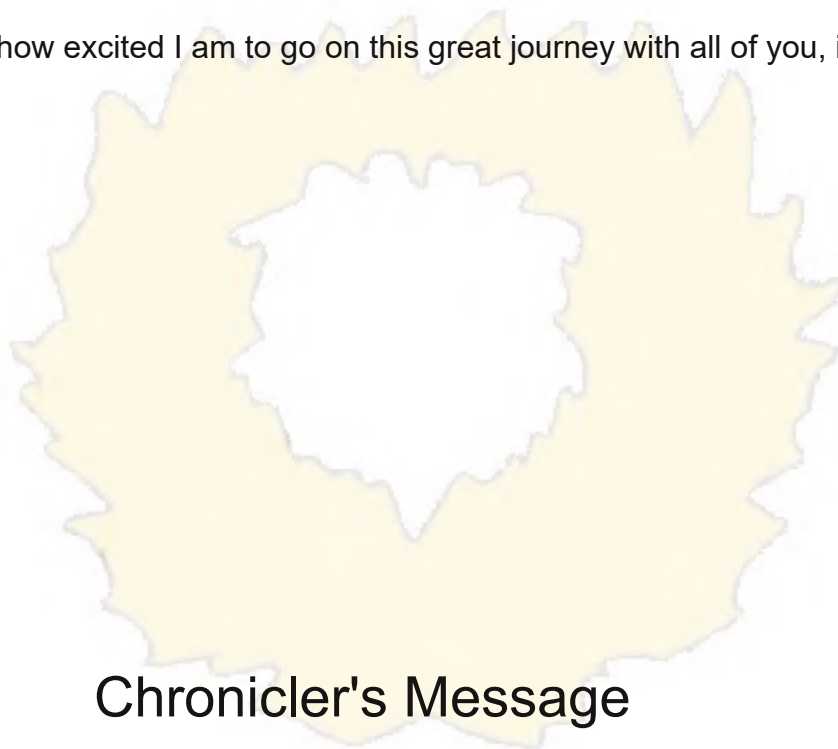 how excited I am to go on this great journey with all of you, i
Chronicler's Message